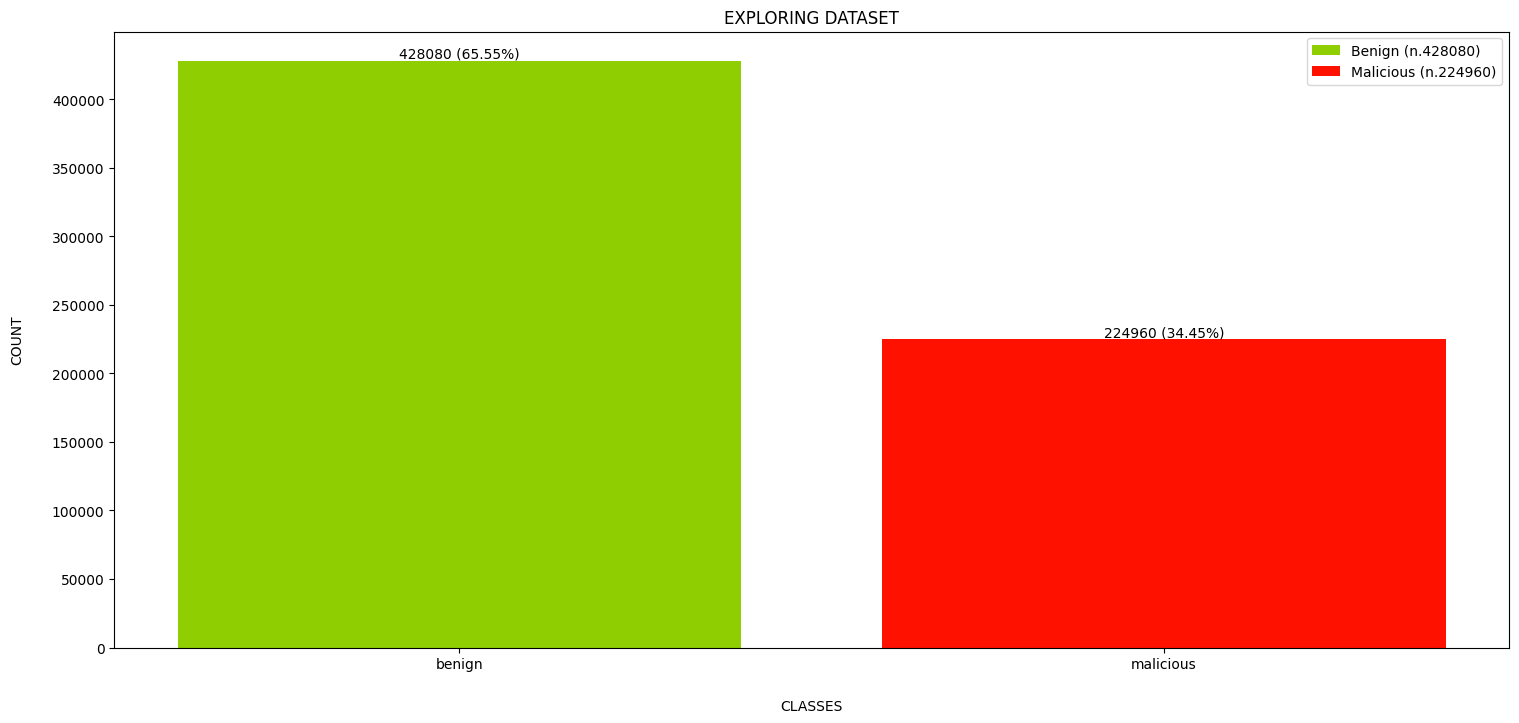 EXPLORING DATASET
428080 (65.55%)
Benign (n.428080)
Malicious (n.224960)
400000
350000
300000
250000
224960 (34.45%)
200000
150000
100000
50000
0
COUNT
benign
malicious
CLASSES